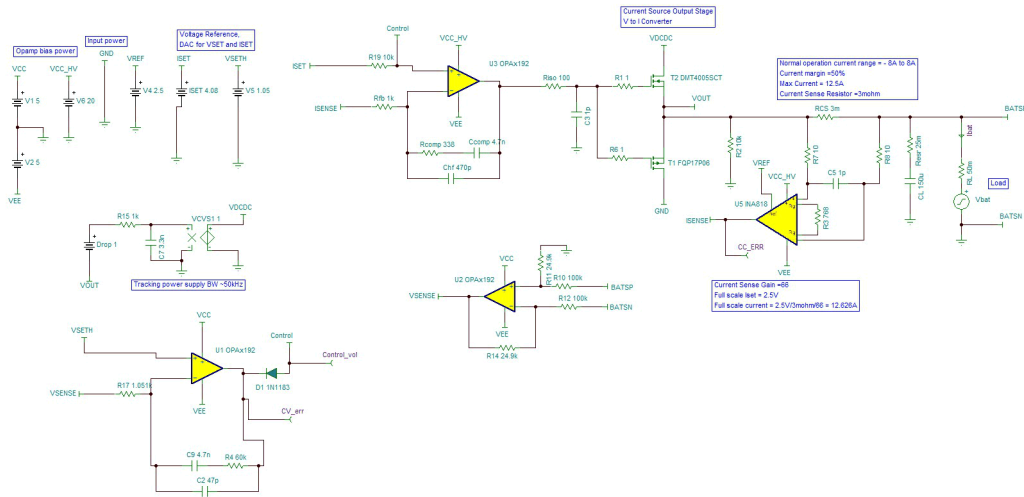 Current Source Output Stage
V to I Converter
Opamp bias power
Input power
Voltage Reference,
DAC for VSET and ISET
VCC
VCC_HV
GND
VREF
ISET
VSETH
V1 5
V6 20
V4 2.5
ISET 4.08
V5 1.05
V2 5
VEE
Control
ISET
R19 10k
VCC_HV
U3 OPAx192
ISENSE
Rfb 1k
VEE
Rcomp 338
Ccomp 4.7n
Chf 470p
Riso 100
C3 1p
R1 1
R6 1
VDCDC
T2 DMT4005SCT
VOUT
T1 FQP17P06
GND
Normal operation current range = - 8A to 8A
Current margin =50%
Max Current = 12.5A
Current Sense Resistor =3mohm
RCS 3m
BATSP
R2 10k
R7 10
R8 10
C5 1p
Resr 25m
CL 150u
Ibat
RL 50m
Vbat
Load
BATSN
VREF
VCC_HV
U5 INA818
R3 768
ISENSE
CC_ERR
VEE
Current Sense Gain =66
Full scale Iset = 2.5V
Full scale current = 2.5V/3mohm/66 = 12.626A
R15 1k
VCVS1 1
VDCDC
Drop 1
C7 3.3n
VOUT
Tracking power supply BW ~50kHz
VCC
U2 OPAx192
R11 24.9k
R10 100k
BATSP
VSENSE
R12 100k
BATSN
VEE
R14 24.9k
VSETH
VCC
U1 OPAx192
Control
Control_vol
D1 1N1183
VSENSE
R17 1.051k
VEE
CV_err
C9 4.7n
R4 60k
C2 47p